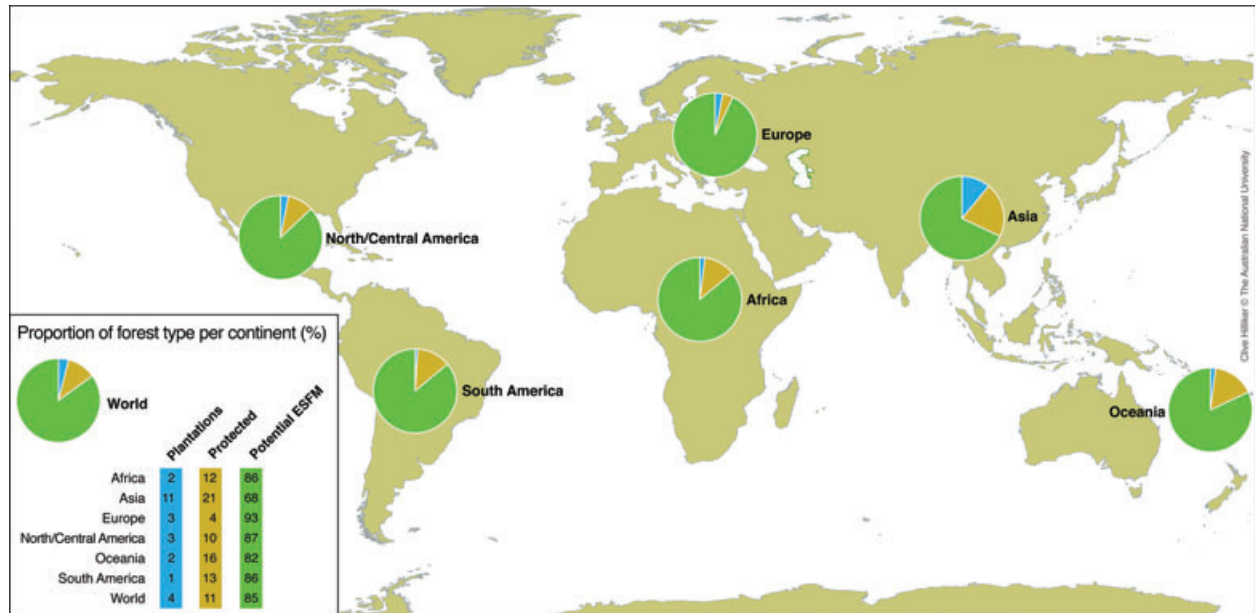 Europe
Asia
North/Central America
Africa
South America
Oceania
Clive Hilliker © The Australian National University
Proportion of forest type per continent (%)
World
Plantations Protected Potential ESFM
Africa 2 12 86
Asia 11 21 68
Europe 3 4 93
North/Central America 3 10 87
Oceania 2 16 82
South America 1 13 86
World 4 11 85